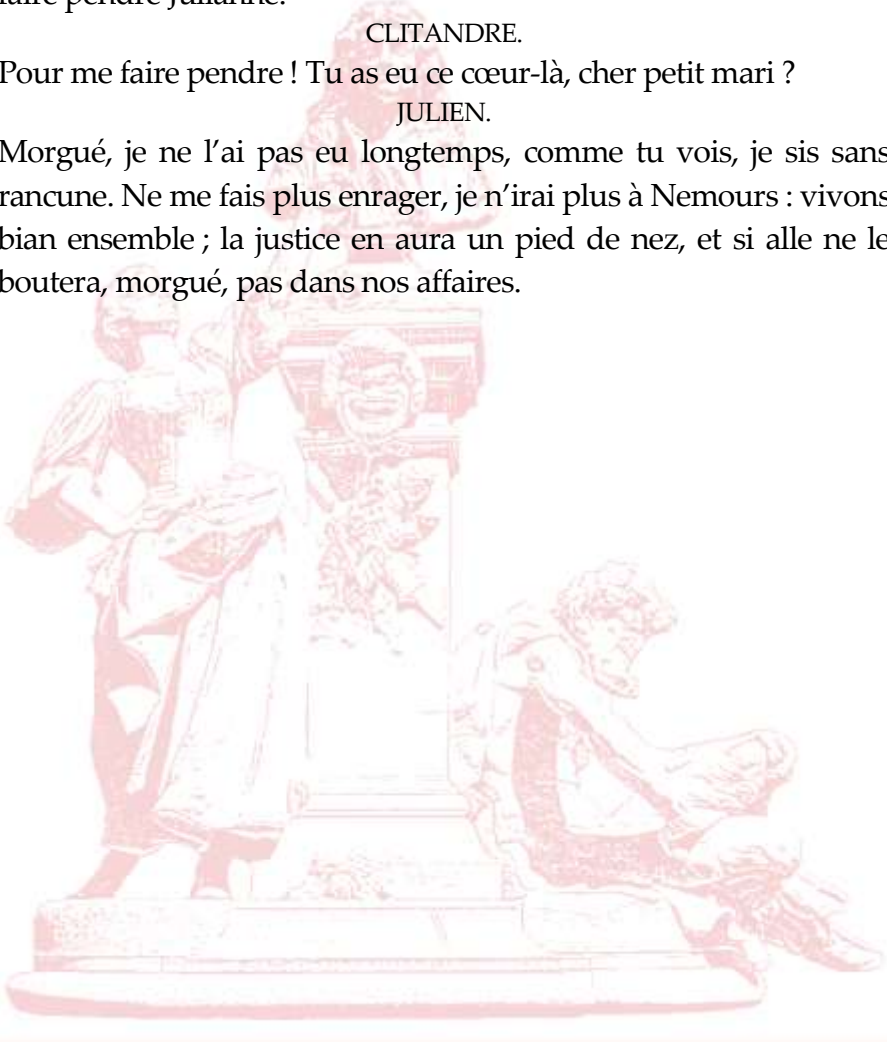 faire pendre Julianne.
CLITANDRE.
Pour me faire pendre ! Tu as eu ce cœur-là, cher petit mari ?
JULIEN.
Morgué, je ne l’ai pas eu longtemps, comme tu vois, je sis sans
rancune. Ne me fais plus enrager, je n’irai plus à Nemours : vivons
bian ensemble ; la justice en aura un pied de nez, et si alle ne le
boutera, morgué, pas dans nos affaires.